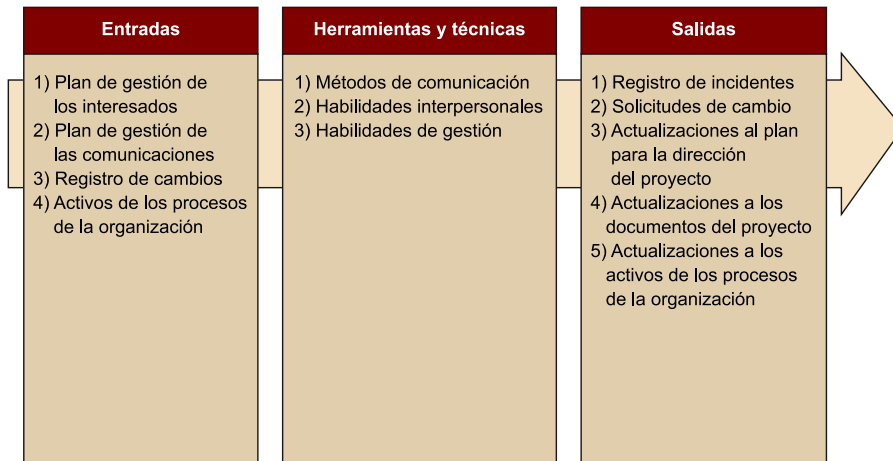 Entradas
1) Plan de gestión de
los interesados
2) Plan de gestión de
las comunicaciones
3) Registro de cambios
4) Activos de los procesos
de la organización
Herramientas y técnicas
1) Métodos de comunicación
2) Habilidades interpersonales
3) Habilidades de gestión
Salidas
1) Registro de incidentes
2) Solicitudes de cambio
3) Actualizaciones al plan
para la dirección
del proyecto
4) Actualizaciones a los
documentos del proyecto
5) Actualizaciones a los
activos de los procesos
de la organización